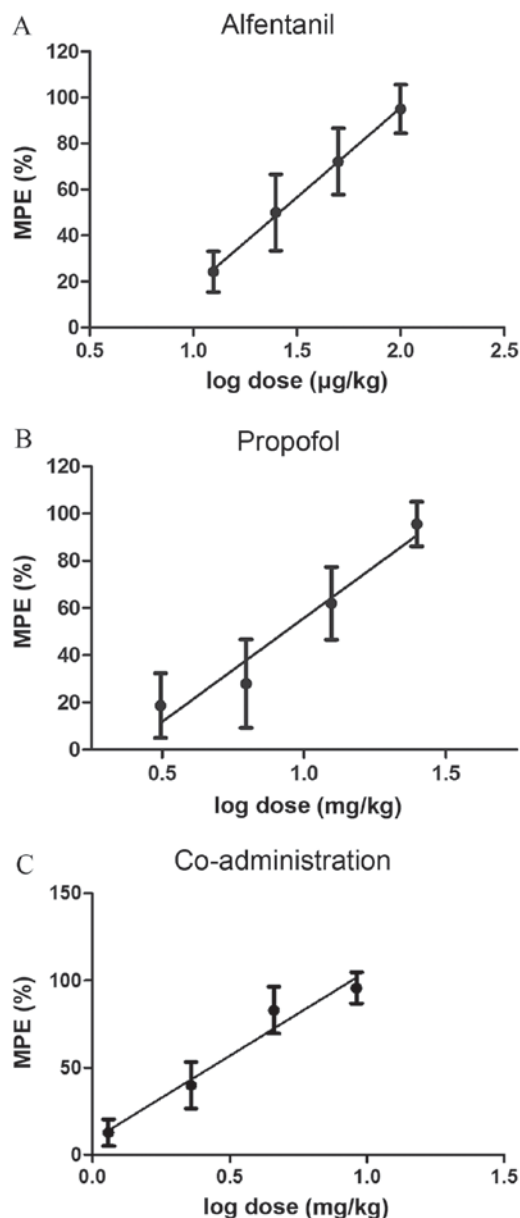 A
Alfentanil
120
100
80
60
40
20
0
0.5 1.0 1.5 2.0 2.5
MPE (%)
log dose (µg/kg)
B
Propofol
120
100
80
60
40
20
0
0.5 1.0 1.5
MPE (%)
log dose (mg/kg)
C
Co-administration
150
100
50
0
0.0 0.5 1.0 1.5
MPE (%)
log dose (mg/kg)